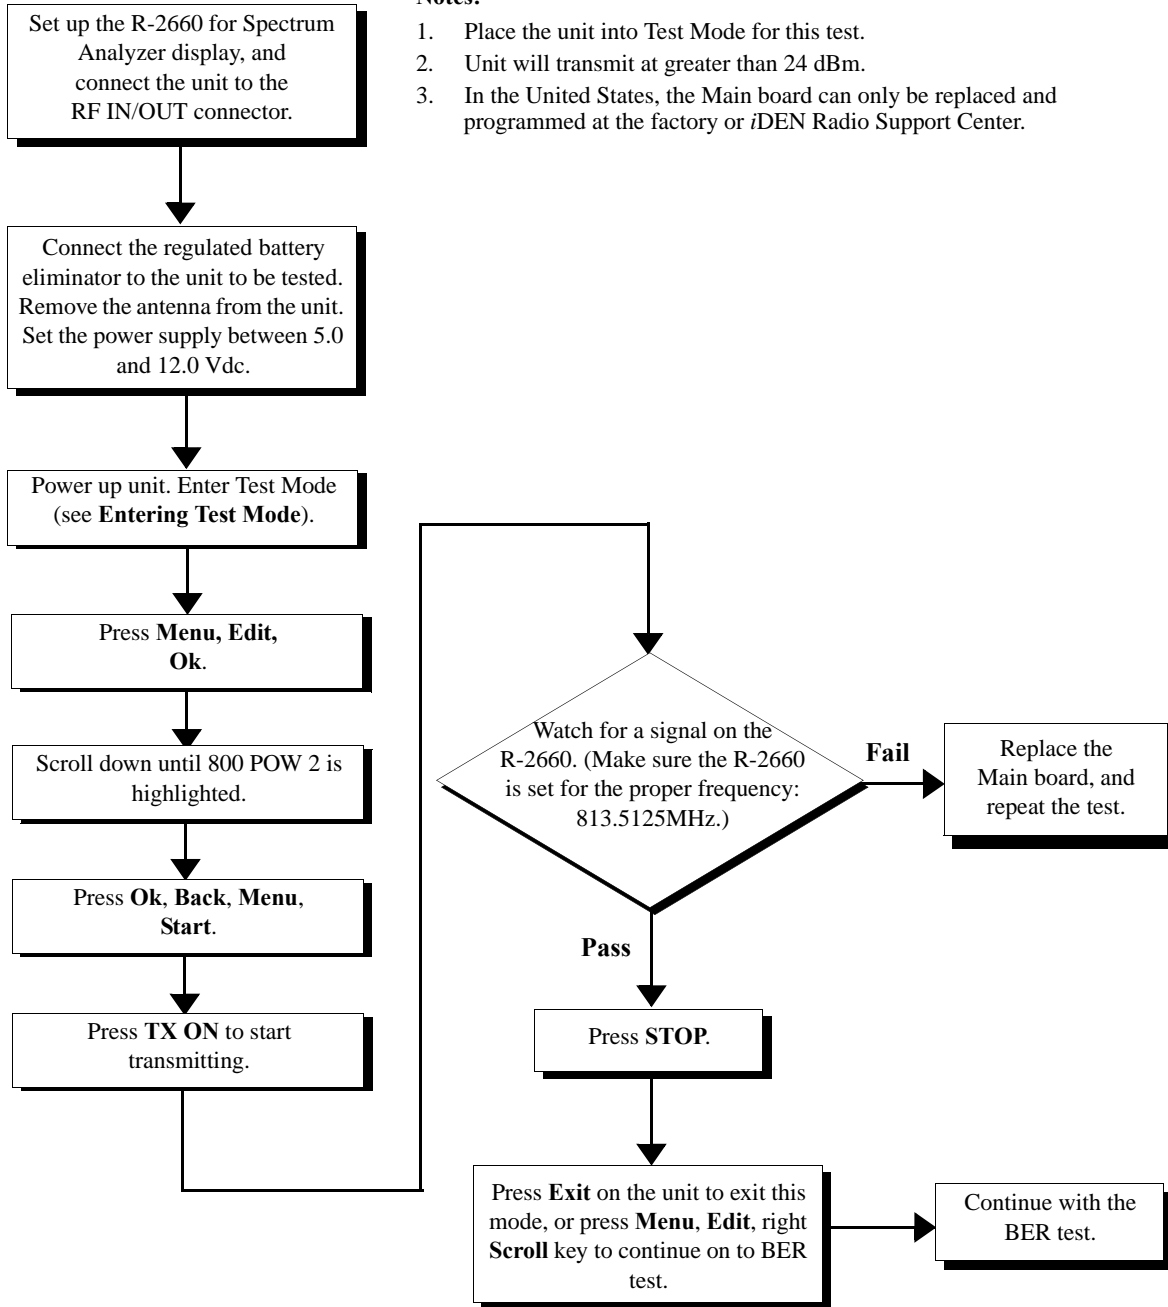 Set up the R-2660 for Spectrum
Analyzer display, and
connect the unit to the
RF IN/OUT connector.
Notes:
1. Place the unit into Test Mode for this test.
2. Unit will transmit at greater than 24 dBm.
3. In the United States, the Main board can only be replaced and
programmed at the factory or iDEN Radio Support Center.
Connect the regulated battery
eliminator to the unit to be tested.
Remove the antenna from the unit.
Set the power supply between 5.0
and 12.0 Vdc.
Power up unit. Enter Test Mode
(see Entering Test Mode).
Press Menu, Edit,
Ok.
Scroll down until 800 POW 2 is
highlighted.
Press Ok, Back, Menu,
Start.
Press TX ON to start
transmitting.
Watch for a signal on the
R-2660. (Make sure the R-2660
is set for the proper frequency:
813.5125MHz.)
Fail
Replace the
Main board, and
repeat the test.
Pass
Press STOP.
Press Exit on the unit to exit this
mode, or press Menu, Edit, right
Scroll key to continue on to BER
test.
Continue with the
BER test.